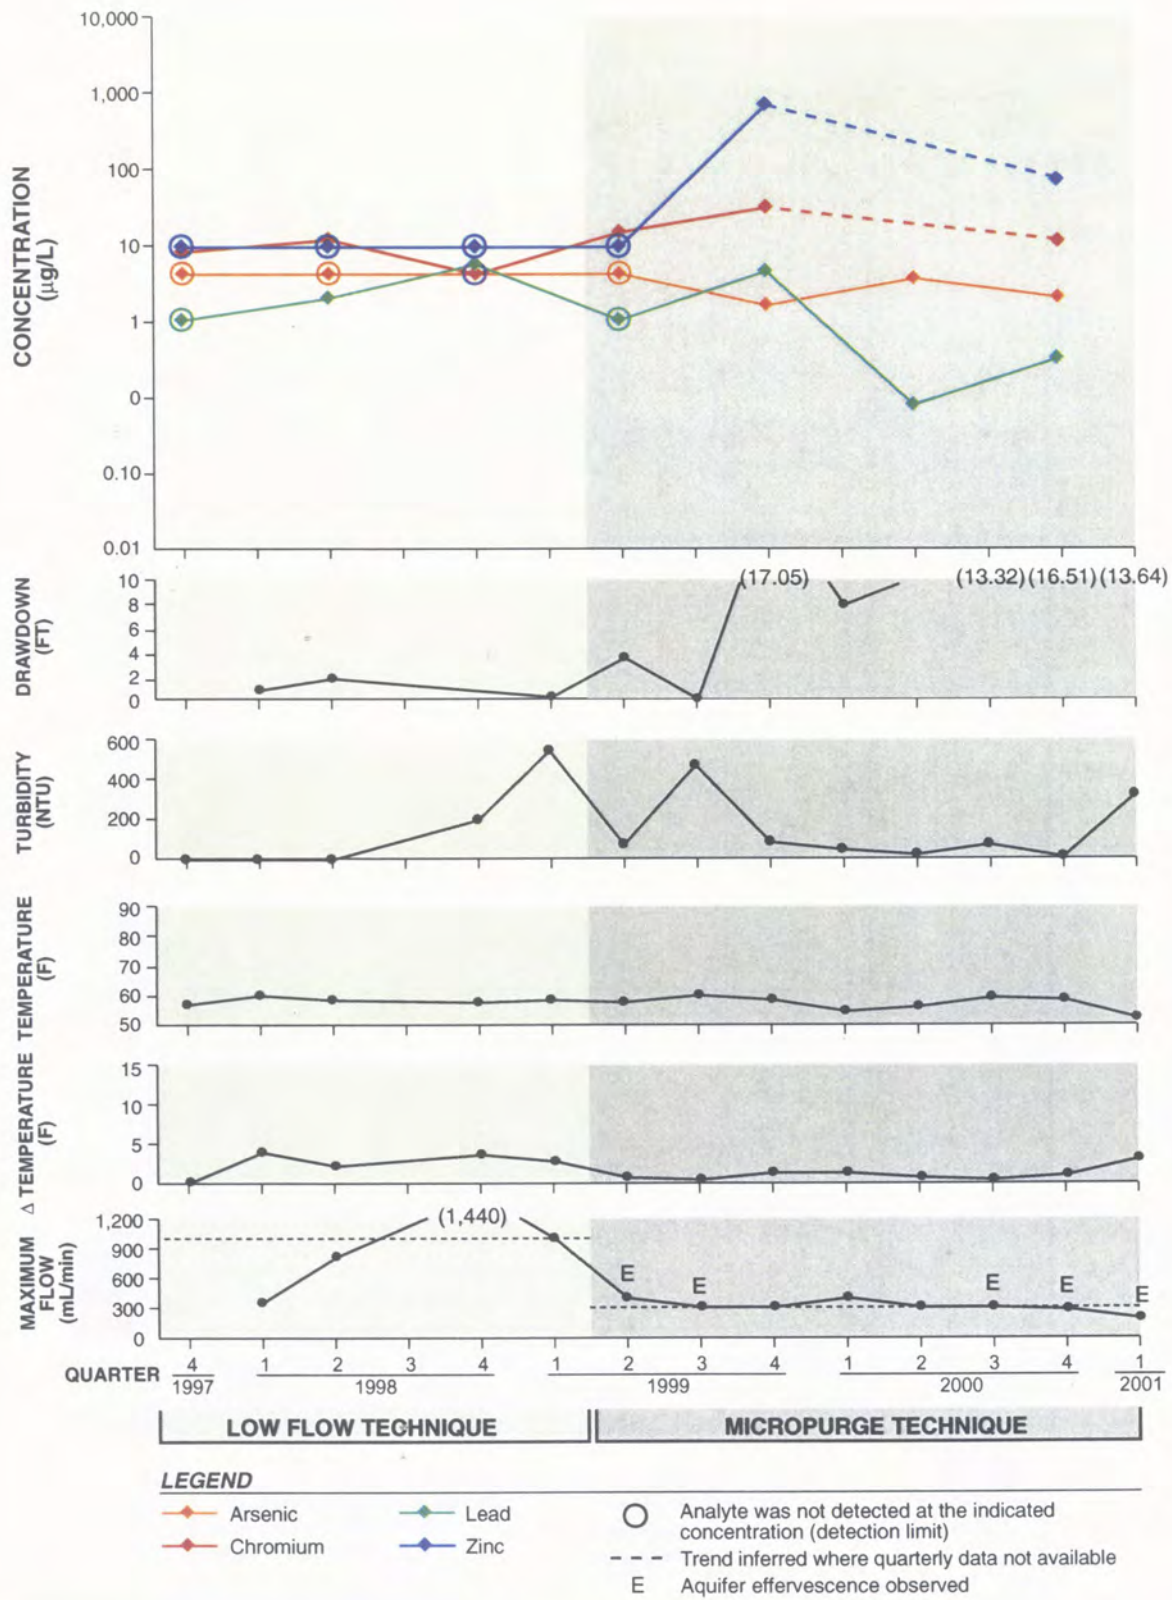 CONCENTRATION
(µg/L)
10,000
1,000
100
10
1
0
0.10
0.01
DRAWDOWN
(FT)
10
8
6
4
2
0
(17.05)
(13.32) (16.51) (13.64)
TURBIDITY
(NTU)
600
400
200
0
TEMPERATURE
(F)
90
80
70
60
50
Δ TEMPERATURE
(F)
15
10
5
0
MAXIMUM
FLOW
(mL/min)
1,200
900
600
300
0
(1,440)
E E E E E
QUARTER 4 1 2 3 4 1 2 3 4 1 2 3 4 1
1997 1998 1999 2000 2001
LOW FLOW TECHNIQUE MICROPURGE TECHNIQUE
LEGEND
Arsenic
Chromium
Lead
Zinc
Analyte was not detected at the indicated
concentration (detection limit)
Trend inferred where quarterly data not available
E Aquifer effervescence observed